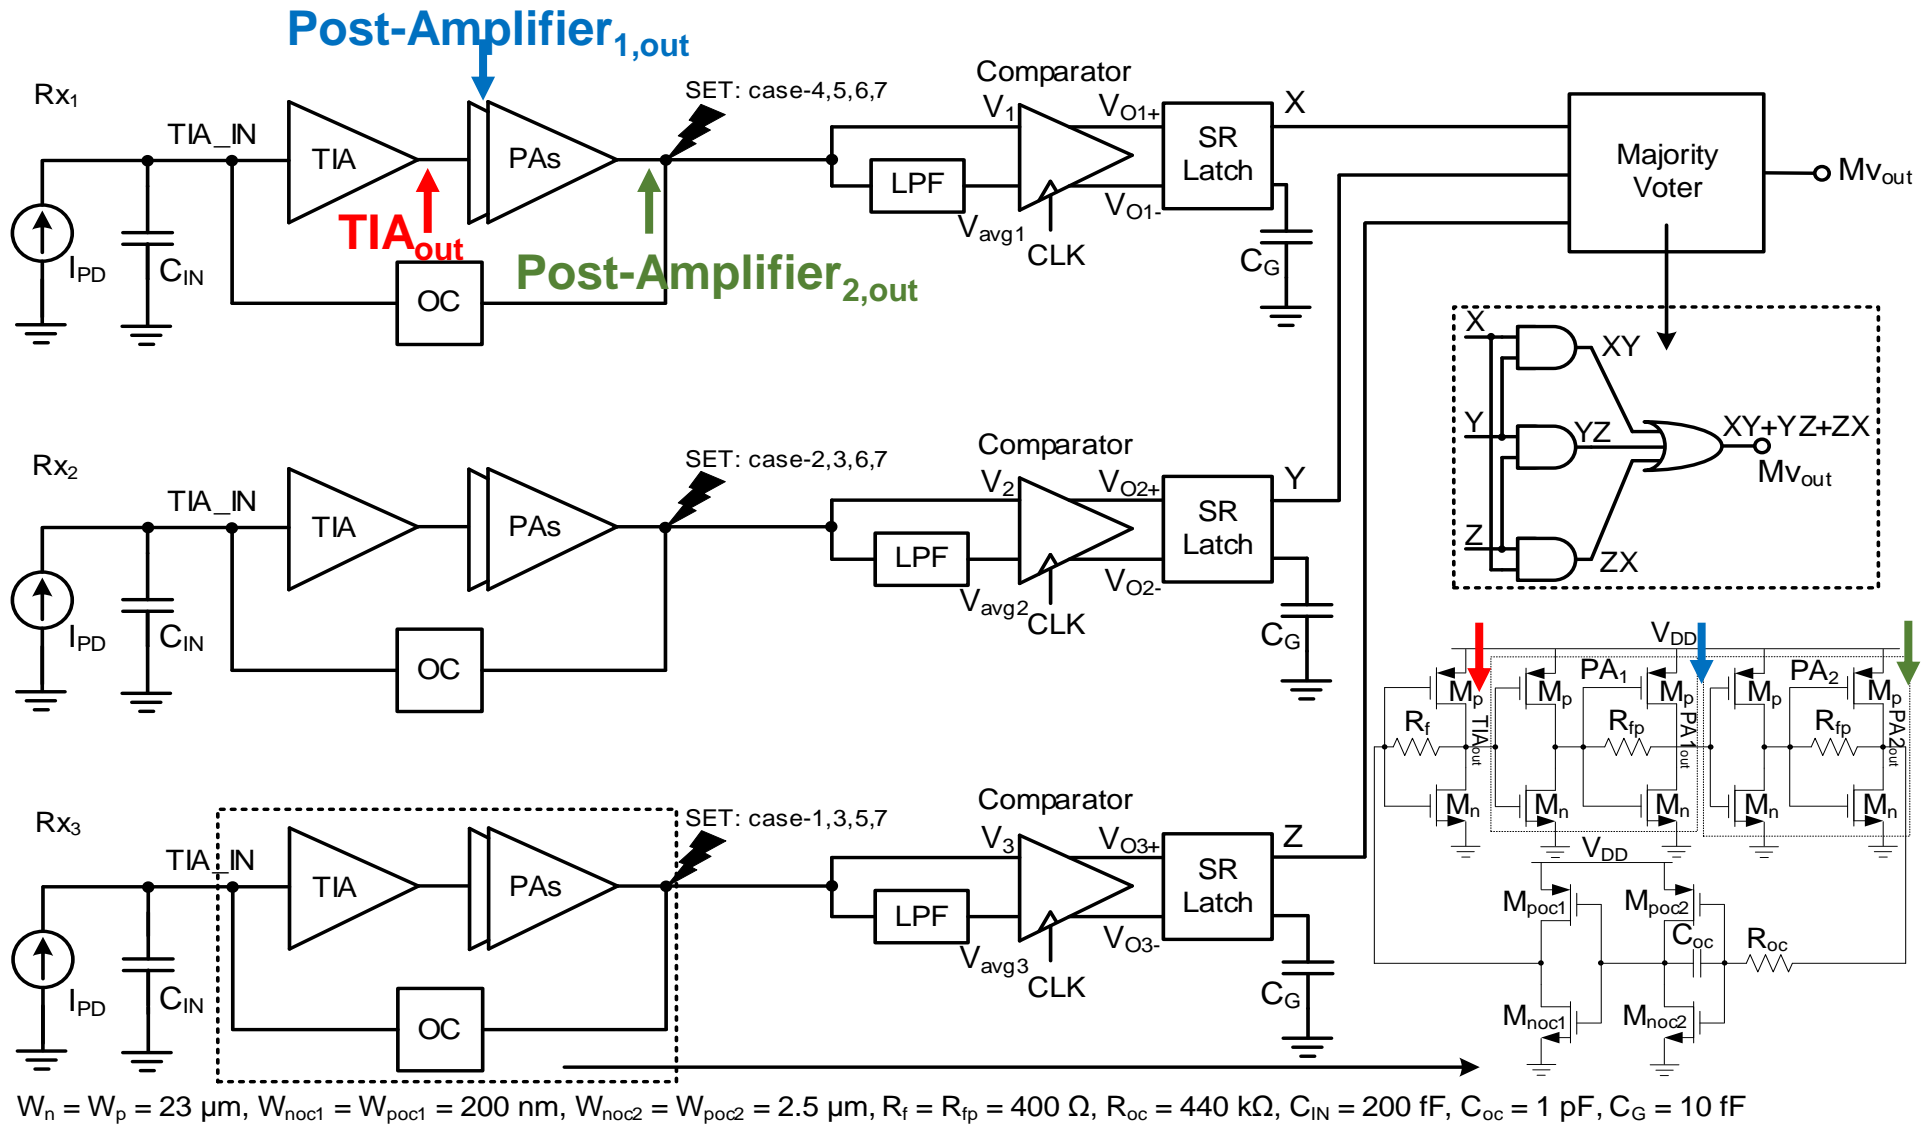 Post-Amplifier1,out
Rx1
TIA_IN
TIA
PAs
SET: case-4,5,6,7
Comparator
V1
VO1+
SR
Latch
X
LPF
Vavg1
VO1-
CLK
CG
IPD
CIN
TIAout
OC
Post-Amplifier2,out
Majority
Voter
Mvout
X
XY
Y
YZ
Z
ZX
XY+YZ+ZX
Mvout
Rx2
TIA_IN
TIA
PAs
SET: case-2,3,6,7
Comparator
V2
VO2+
SR
Latch
Y
LPF
Vavg2
VO2-
CLK
CG
IPD
CIN
OC
Rx3
TIA_IN
TIA
PAs
SET: case-1,3,5,7
Comparator
V3
VO3+
SR
Latch
Z
LPF
Vavg3
VO3-
CLK
CG
IPD
CIN
OC
VDD
PA1
PA2
Mp
Mp
Mp
Mp
Mp
Rf
TIAout
Rfp
PA1out
Rfp
PA2out
Mn
Mn
Mn
Mn
Mn
VDD
Mpoc1
Mpoc2
Coc
Roc
Mnoc1
Mnoc2
Wn = Wp = 23 µm, Wnoc1 = Wpoc1 = 200 nm, Wnoc2 = Wpoc2 = 2.5 µm, Rf = Rfp = 400 Ω, Roc = 440 kΩ, CIN = 200 fF, Coc = 1 pF, CG = 10 fF